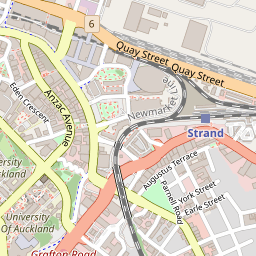 6
Quay Street
Quay Street
Eden Crescent
Anzac Avenue
Newmarket Line
Strand
Augustus Terrace
Parnell Road
York Street
Earle Street
University
Of Auckland
University
Of Auckland
Grafton Road